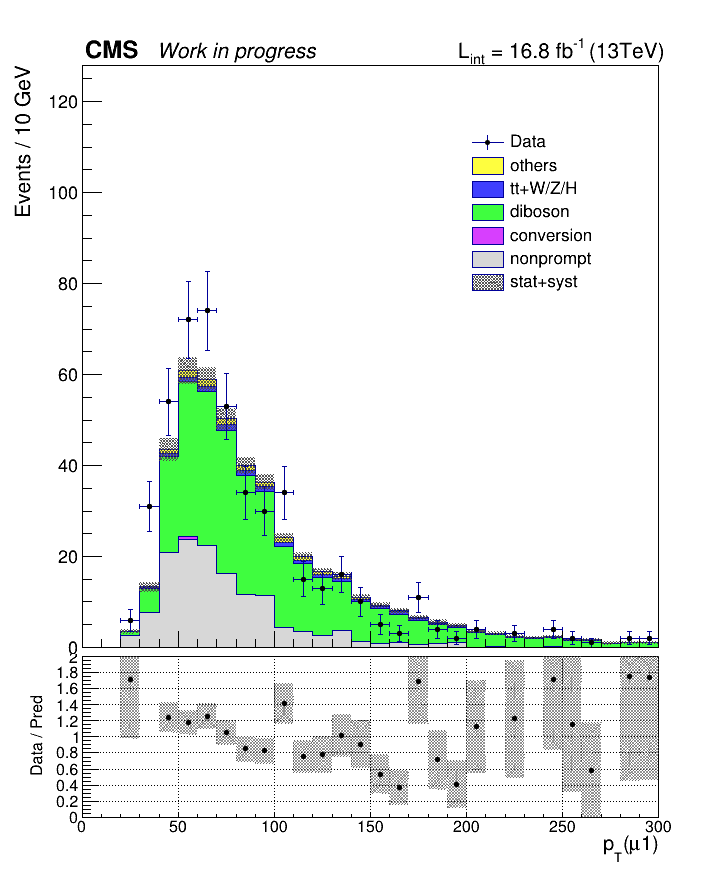 CMS Work in progress L_int = 16.8 fb^-1 (13TeV)
Events / 10 GeV
120
100
80
60
40
20
0
Data
others
tt+W/Z/H
diboson
conversion
nonprompt
stat+syst
Data / Pred
2
1.8
1.6
1.4
1.2
1
0.8
0.6
0.4
0.2
0
0 50 100 150 200 250 300
p_T(μ1)